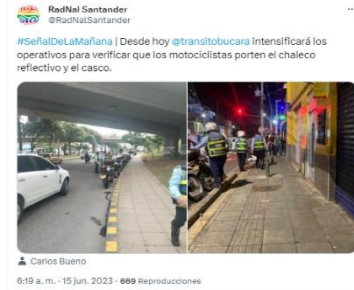 RadNal Santander
@RadNalSantander
#SeñalDeLaMañana | Desde hoy @transitobucara intensificará los
operativos para verificar que los motociclistas porten el chaleco
reflectivo y el casco.
Carlos Bueno
6:19 a. m. · 15 jun. 2023 · 669 Reproducciones